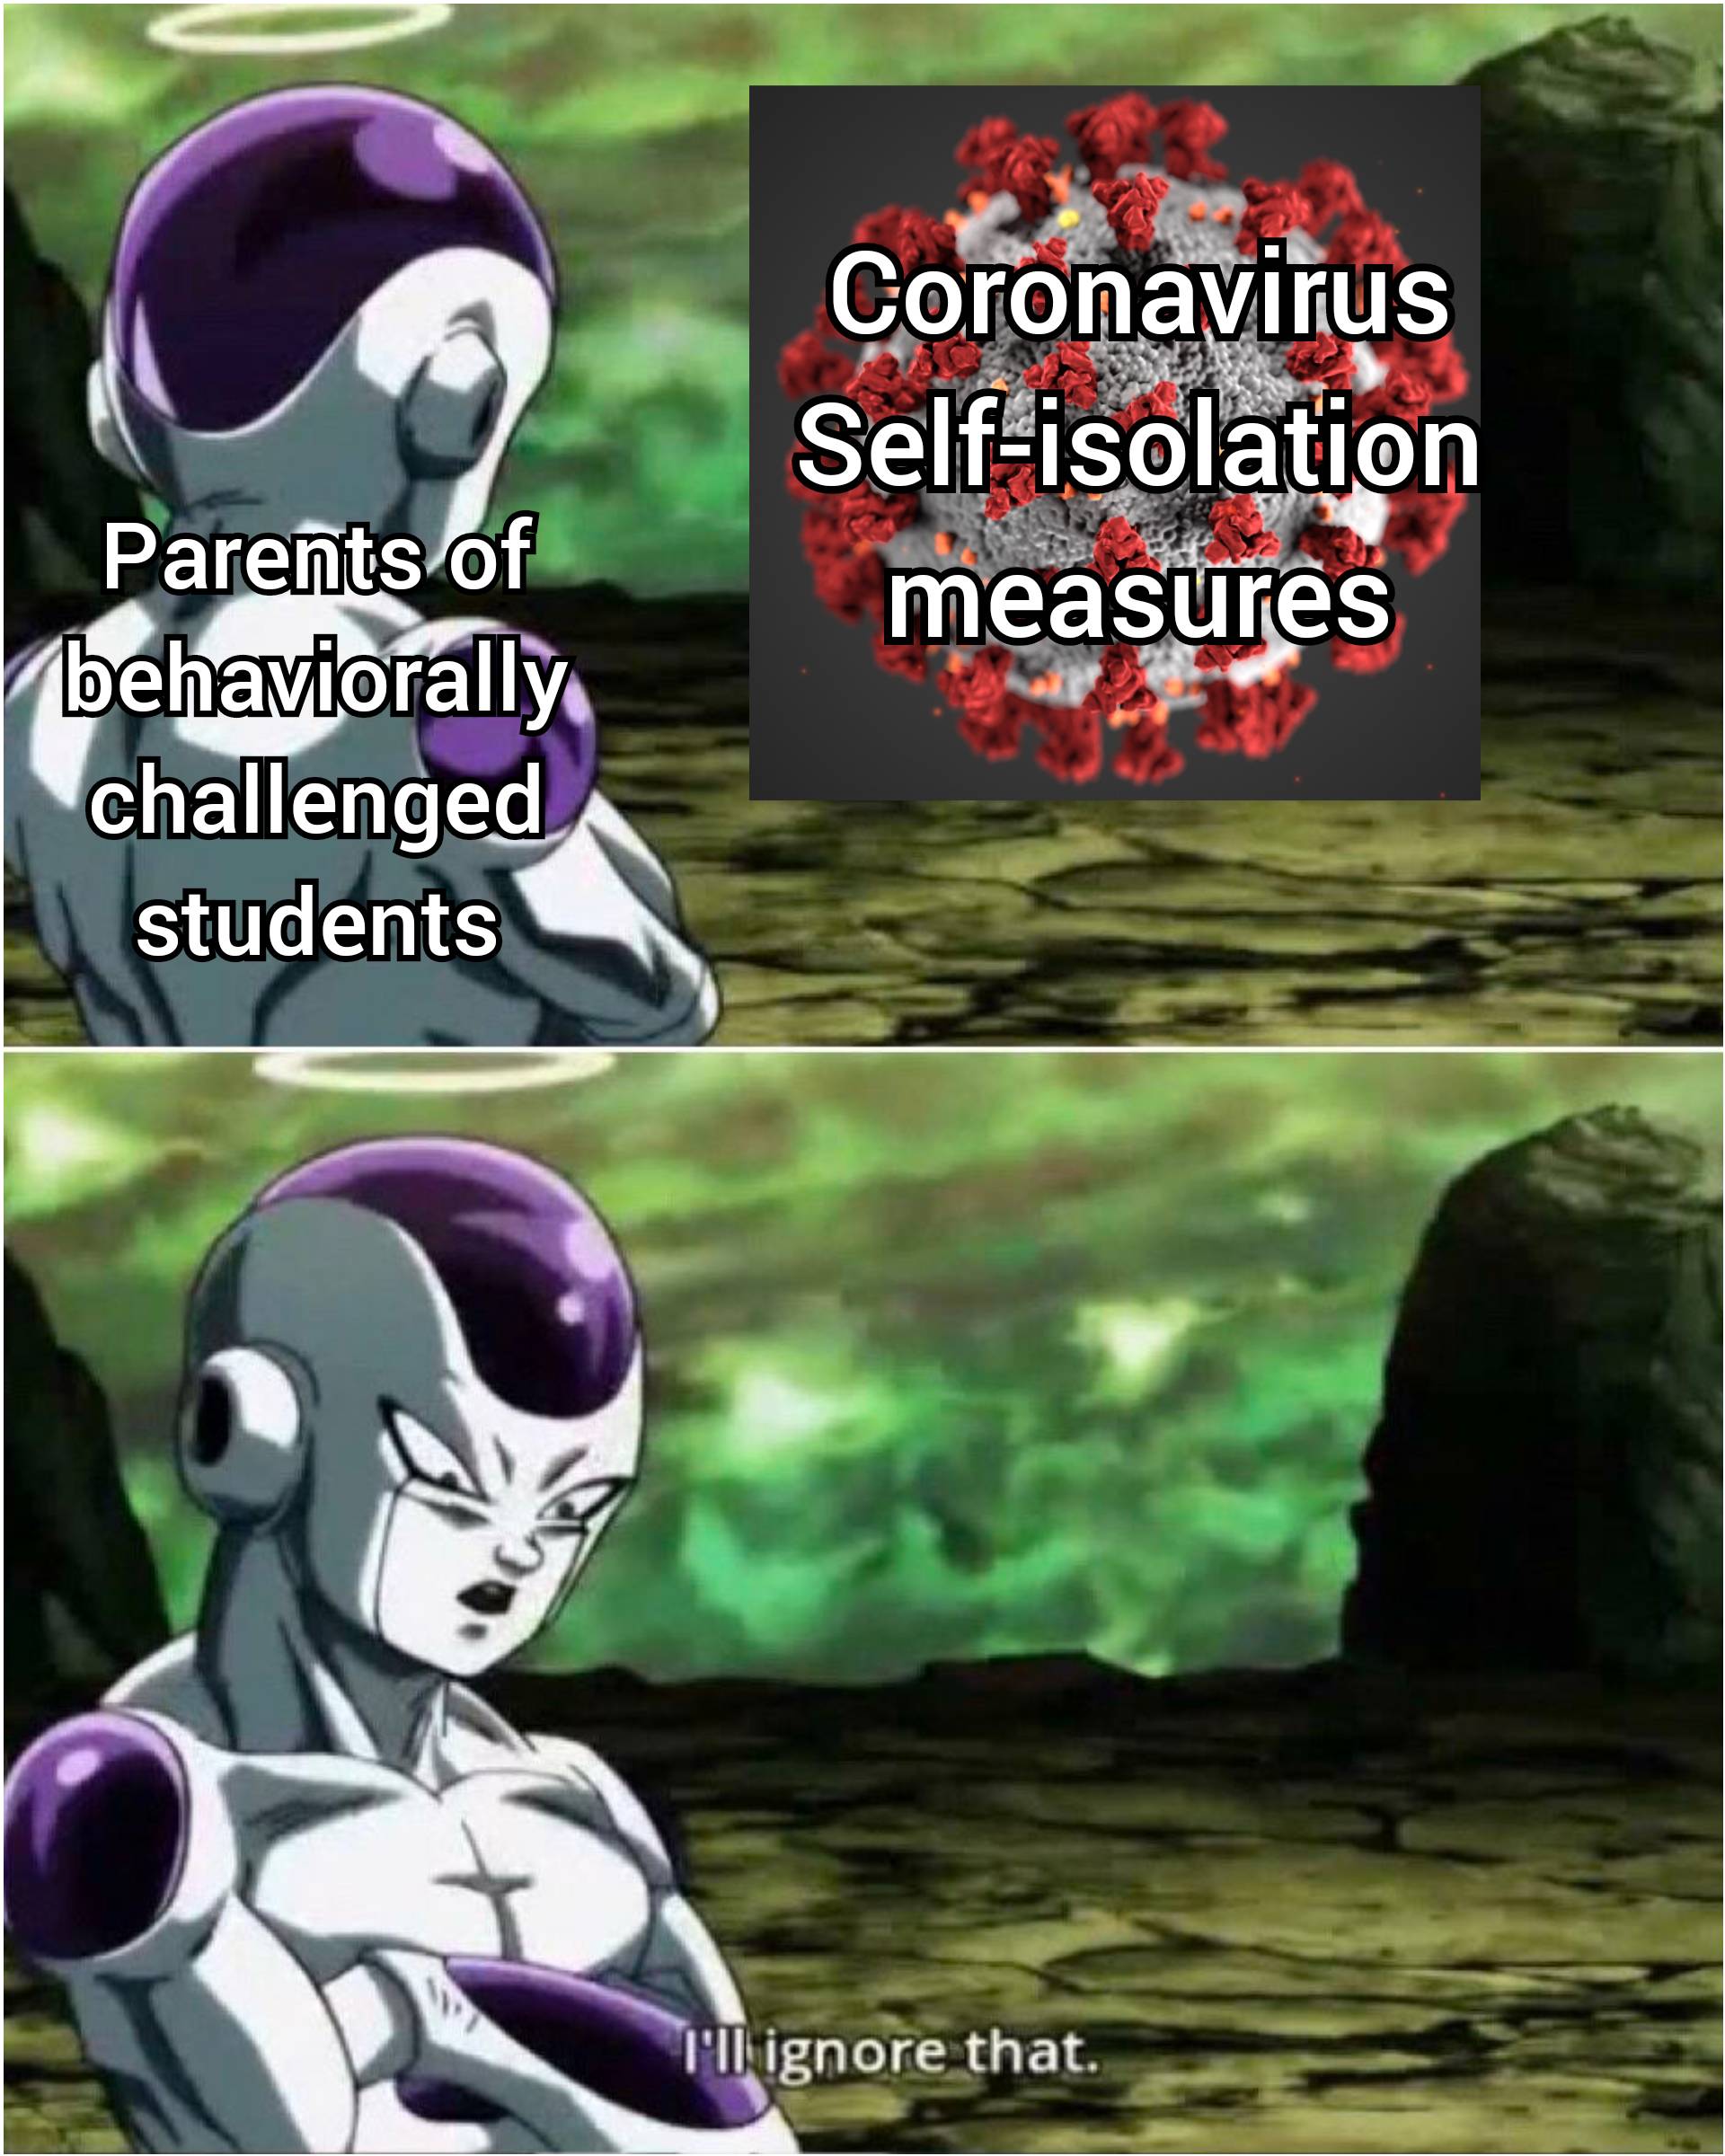 Parents of
behaviorally
challenged
students
Coronavirus
Self-isolation
measures
I'll ignore that.